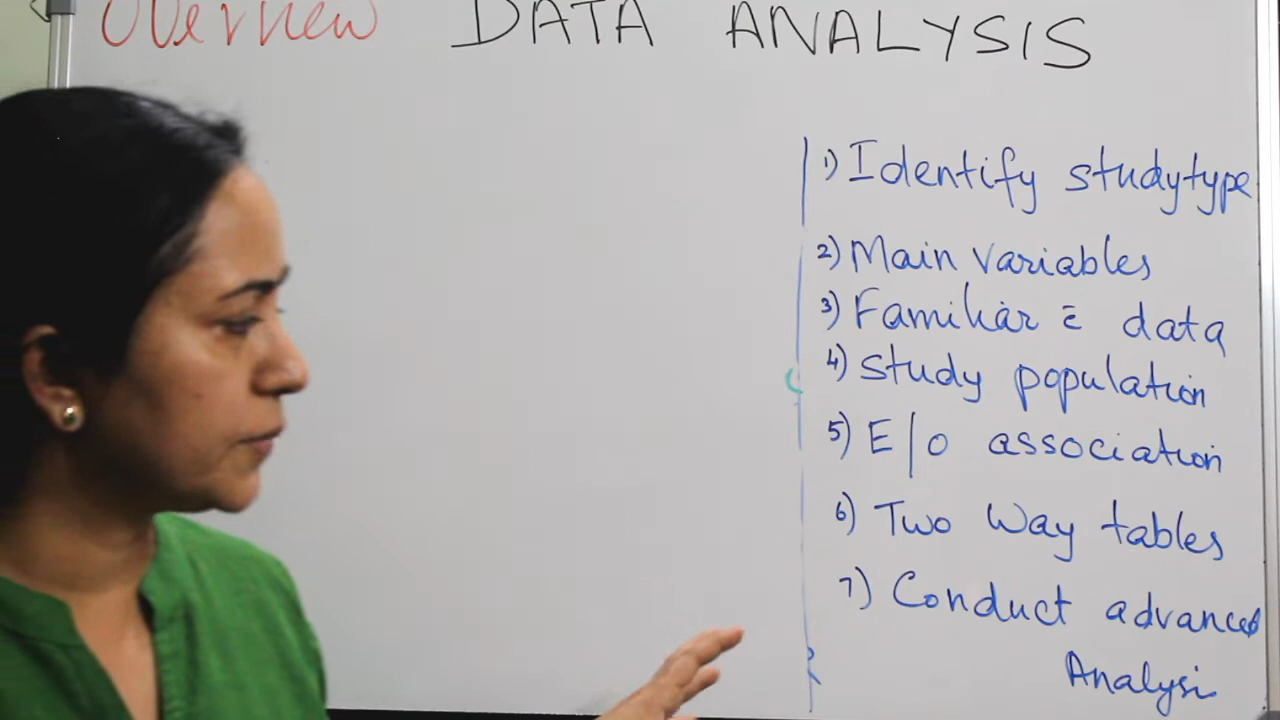 Overview DATA ANALYSIS
1) Identify studytype
2) Main variables
3) Familiar c̄ data
4) Study population
5) E/O association
6) Two Way tables
7) Conduct advanced
Analysi